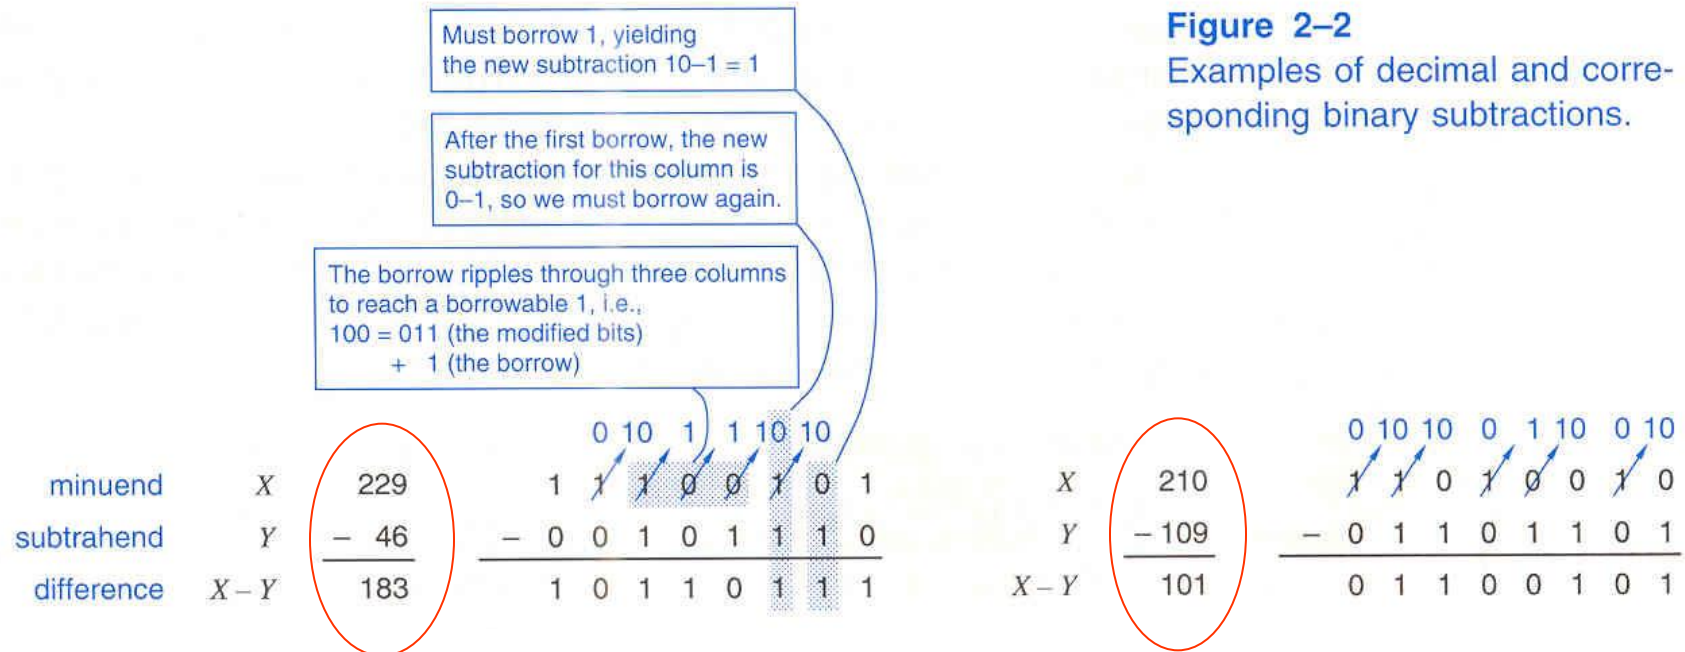 Must borrow 1, yielding
the new subtraction 10–1 = 1
After the first borrow, the new
subtraction for this column is
0–1, so we must borrow again.
The borrow ripples through three columns
to reach a borrowable 1, i.e.,
100 = 011 (the modified bits)
+ 1 (the borrow)
Figure 2–2
Examples of decimal and corre-
sponding binary subtractions.
0 10 1 1 10 10
minuend X 229 1 1 1 0 0 1 0 1
subtrahend Y – 46 – 0 0 1 0 1 1 1 0
difference X – Y 183 1 0 1 1 0 1 1 1
0 10 10 0 1 10 0 10
X 210 1 1 0 1 0 0 1 0
Y – 109 – 0 1 1 0 1 1 0 1
X – Y 101 0 1 1 0 0 1 0 1